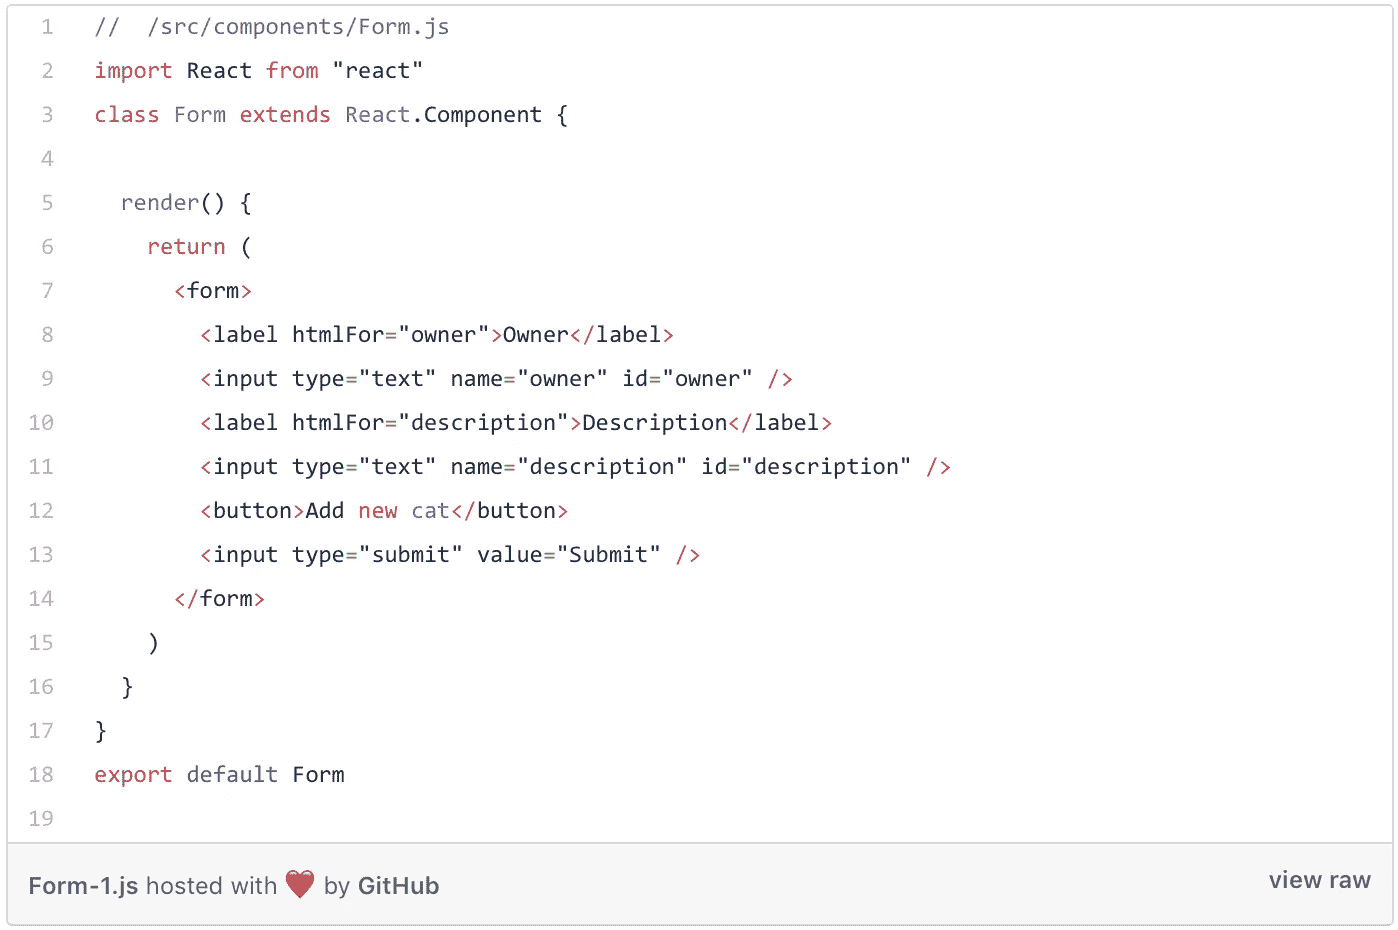 1 //  /src/components/Form.js
2 import React from "react"
3 class Form extends React.Component {
4
5   render() {
6     return (
7       <form>
8         <label htmlFor="owner">Owner</label>
9         <input type="text" name="owner" id="owner" />
10         <label htmlFor="description">Description</label>
11         <input type="text" name="description" id="description" />
12         <button>Add new cat</button>
13         <input type="submit" value="Submit" />
14       </form>
15     )
16   }
17 }
18 export default Form
19
Form-1.js hosted with ❤ by GitHub view raw